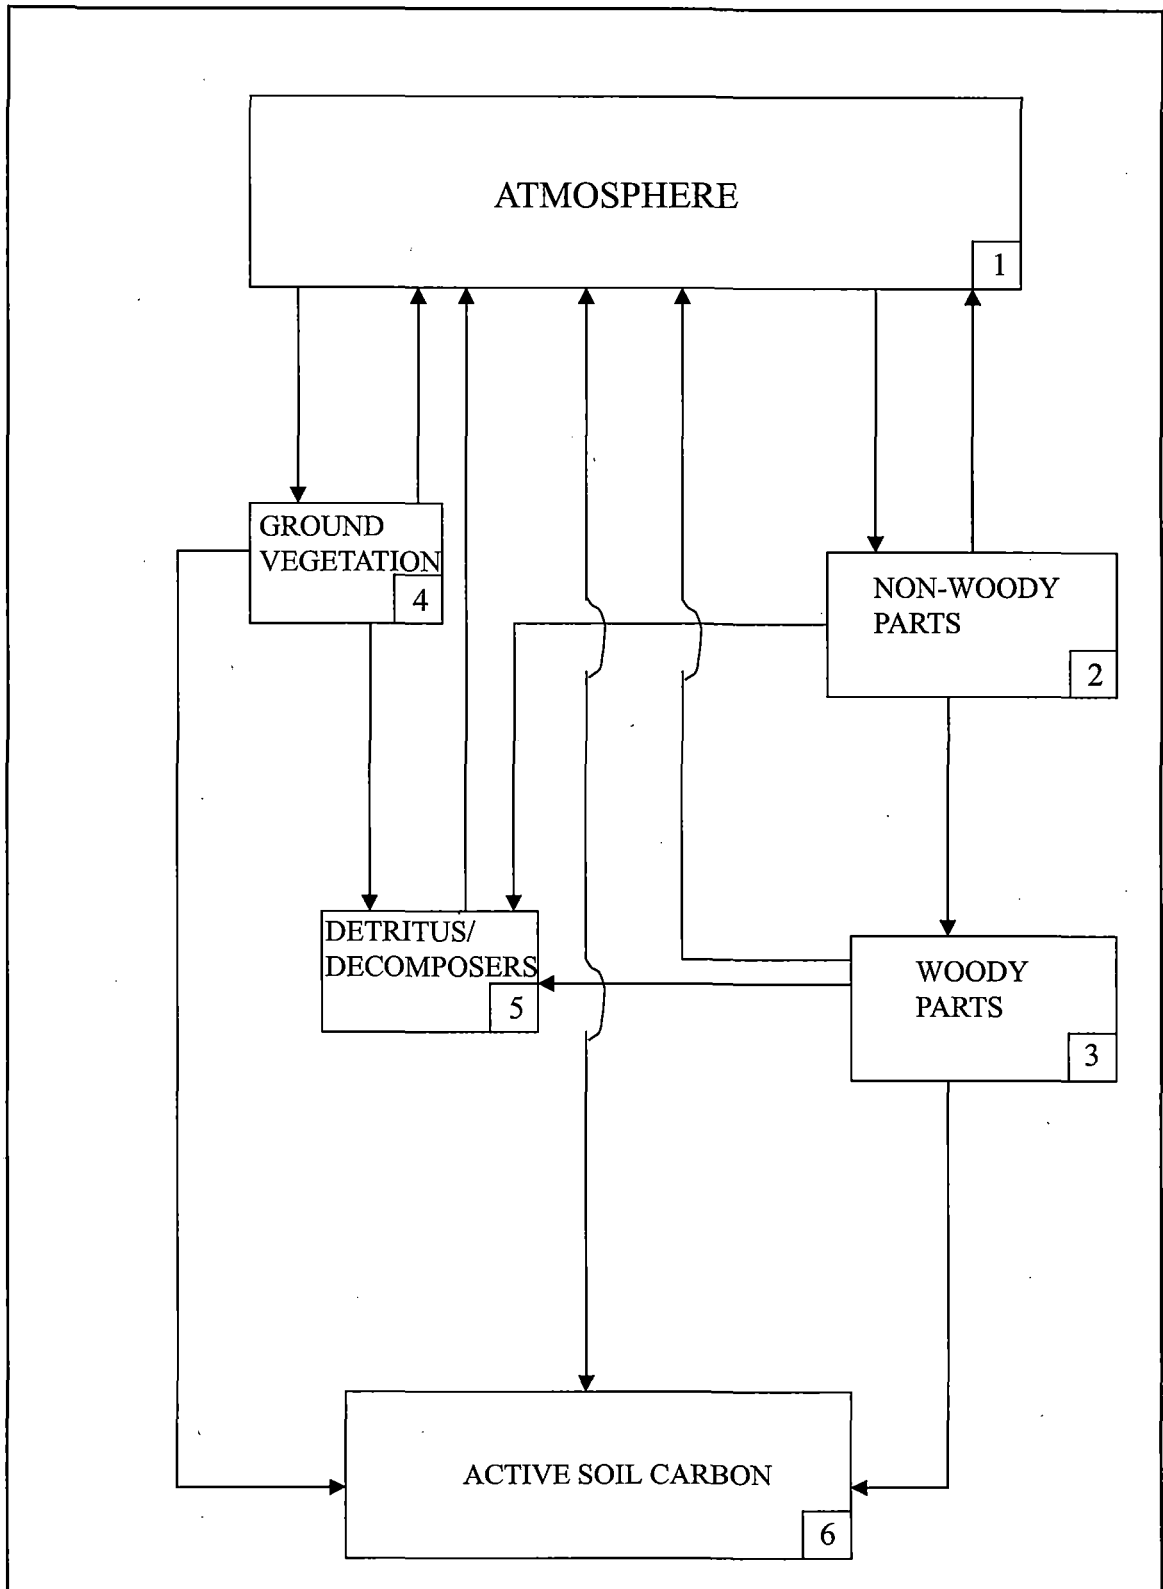 ATMOSPHERE
1
GROUND
VEGETATION
4
NON-WOODY
PARTS
2
DETRITUS/
DECOMPOSERS
5
WOODY
PARTS
3
ACTIVE SOIL CARBON
6